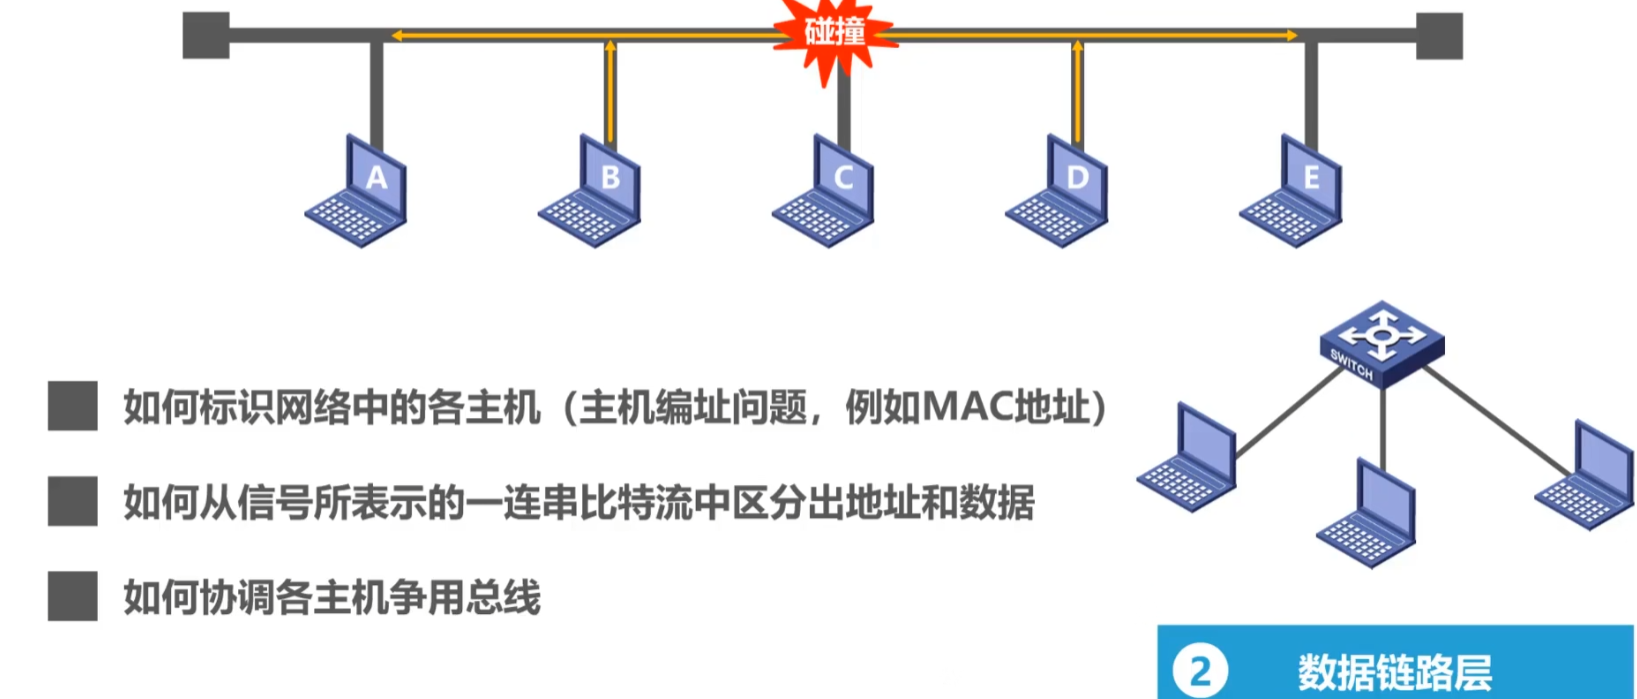 碰撞
A
B
C
D
E
SWITCH
如何标识网络中的各主机（主机编址问题，例如MAC地址）
如何从信号所表示的一连串比特流中区分出地址和数据
如何协调各主机争用总线
2 数据链路层